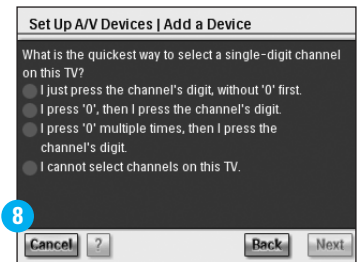 Set Up A/V Devices | Add a Device
What is the quickest way to select a single-digit channel
on this TV?
I just press the channel's digit, without '0' first.
I press '0', then I press the channel's digit.
I press '0' multiple times, then I press the
channel's digit.
I cannot select channels on this TV.
8
Cancel ? Back Next